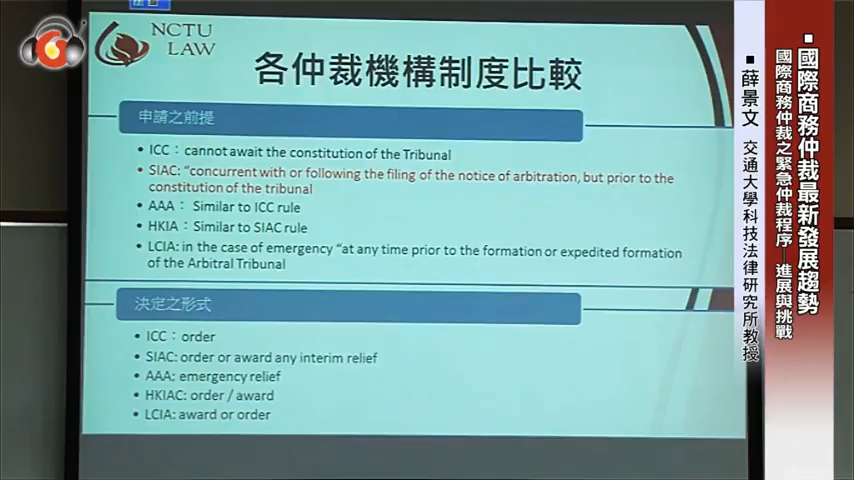 NCTU
LAW
各仲裁機構制度比較
申請之前提
• ICC：cannot await the constitution of the Tribunal
• SIAC: “concurrent with or following the filing of the notice of arbitration, but prior to the
constitution of the tribunal
• AAA： Similar to ICC rule
• HKIA：Similar to SIAC rule
• LCIA: in the case of emergency “at any time prior to the formation or expedited formation
of the Arbitral Tribunal
決定之形式
• ICC：order
• SIAC: order or award any interim relief
• AAA: emergency relief
• HKIAC: order / award
• LCIA: award or order
■國際商務仲裁最新發展趨勢
國際商務仲裁之緊急仲裁程序─進展與挑戰
■薛景文 交通大學科技法律研究所教授